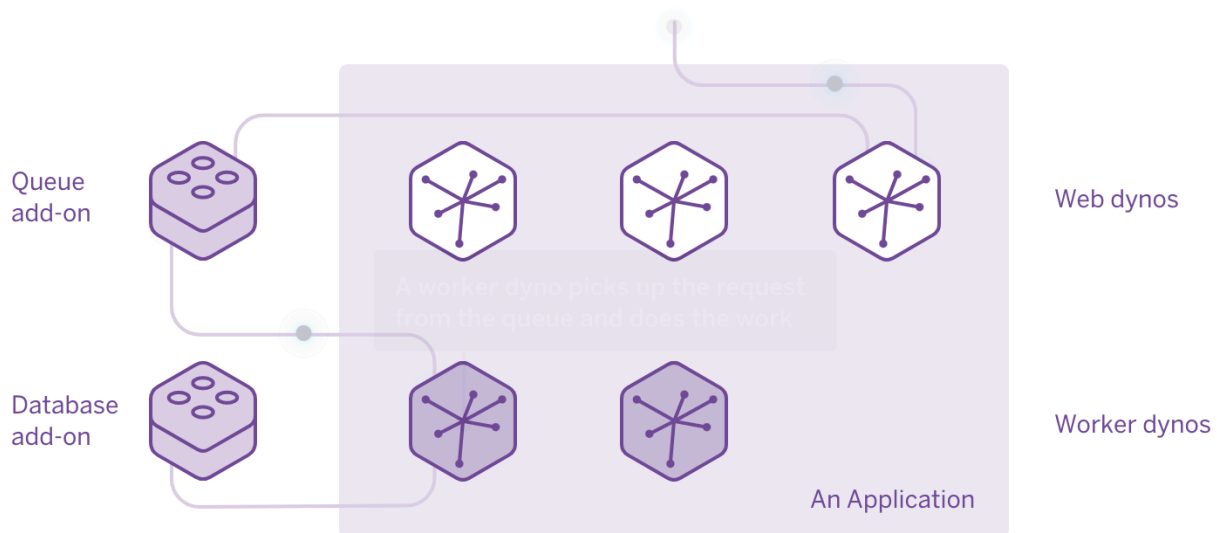 Queue
add-on
Web dynos
A worker dyno picks up the request
from the queue and does the work
Database
add-on
Worker dynos
An Application